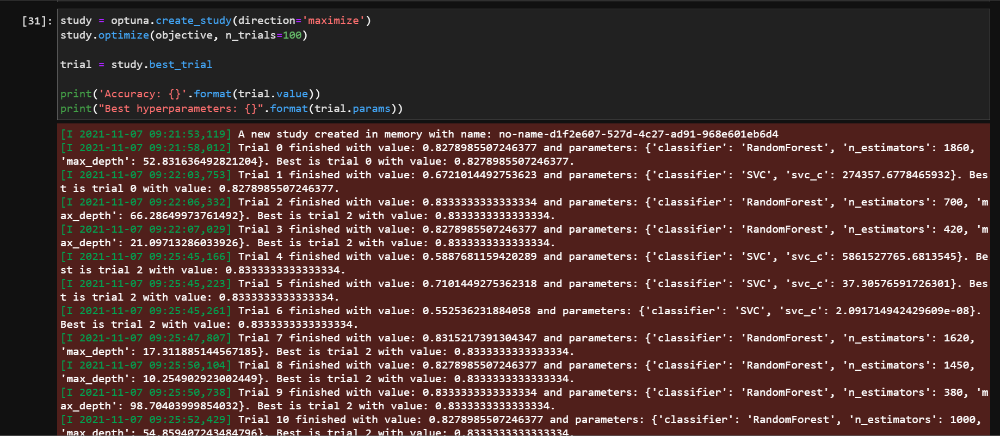 [31]: study = optuna.create_study(direction='maximize')
study.optimize(objective, n_trials=100)
trial = study.best_trial
print('Accuracy: {}'.format(trial.value))
print("Best hyperparameters: {}".format(trial.params))
[I 2021-11-07 09:21:53,119] A new study created in memory with name: no-name-d1f2e607-527d-4c27-ad91-968e601eb6d4
[I 2021-11-07 09:21:58,012] Trial 0 finished with value: 0.8278985507246377 and parameters: {'classifier': 'RandomForest', 'n_estimators': 1860,
'max_depth': 52.831636492821204}. Best is trial 0 with value: 0.8278985507246377.
[I 2021-11-07 09:22:03,753] Trial 1 finished with value: 0.6721014492753623 and parameters: {'classifier': 'SVC', 'svc_c': 274357.6778465932}. Bes
t is trial 0 with value: 0.8278985507246377.
[I 2021-11-07 09:22:06,332] Trial 2 finished with value: 0.8333333333333334 and parameters: {'classifier': 'RandomForest', 'n_estimators': 700, 'm
ax_depth': 66.28649973761492}. Best is trial 2 with value: 0.8333333333333334.
[I 2021-11-07 09:22:07,029] Trial 3 finished with value: 0.8278985507246377 and parameters: {'classifier': 'RandomForest', 'n_estimators': 420, 'm
ax_depth': 21.09713286033926}. Best is trial 2 with value: 0.8333333333333334.
[I 2021-11-07 09:25:45,166] Trial 4 finished with value: 0.5887681159420289 and parameters: {'classifier': 'SVC', 'svc_c': 5861527765.6813545}. Be
st is trial 2 with value: 0.8333333333333334.
[I 2021-11-07 09:25:45,223] Trial 5 finished with value: 0.7101449275362318 and parameters: {'classifier': 'SVC', 'svc_c': 37.30576591726301}. Bes
t is trial 2 with value: 0.8333333333333334.
[I 2021-11-07 09:25:45,261] Trial 6 finished with value: 0.552536231884058 and parameters: {'classifier': 'SVC', 'svc_c': 2.091714942429609e-08}.
Best is trial 2 with value: 0.8333333333333334.
[I 2021-11-07 09:25:47,807] Trial 7 finished with value: 0.8315217391304347 and parameters: {'classifier': 'RandomForest', 'n_estimators': 1620,
'max_depth': 17.311885144567185}. Best is trial 2 with value: 0.8333333333333334.
[I 2021-11-07 09:25:50,104] Trial 8 finished with value: 0.8278985507246377 and parameters: {'classifier': 'RandomForest', 'n_estimators': 1450,
'max_depth': 10.254902923002449}. Best is trial 2 with value: 0.8333333333333334.
[I 2021-11-07 09:25:50,738] Trial 9 finished with value: 0.8333333333333334 and parameters: {'classifier': 'RandomForest', 'n_estimators': 380, 'm
ax_depth': 98.70403999854032}. Best is trial 2 with value: 0.8333333333333334.
[I 2021-11-07 09:25:52,429] Trial 10 finished with value: 0.8278985507246377 and parameters: {'classifier': 'RandomForest', 'n_estimators': 1000,
'max_depth': 54.859407243484796}. Best is trial 2 with value: 0.8333333333333334.